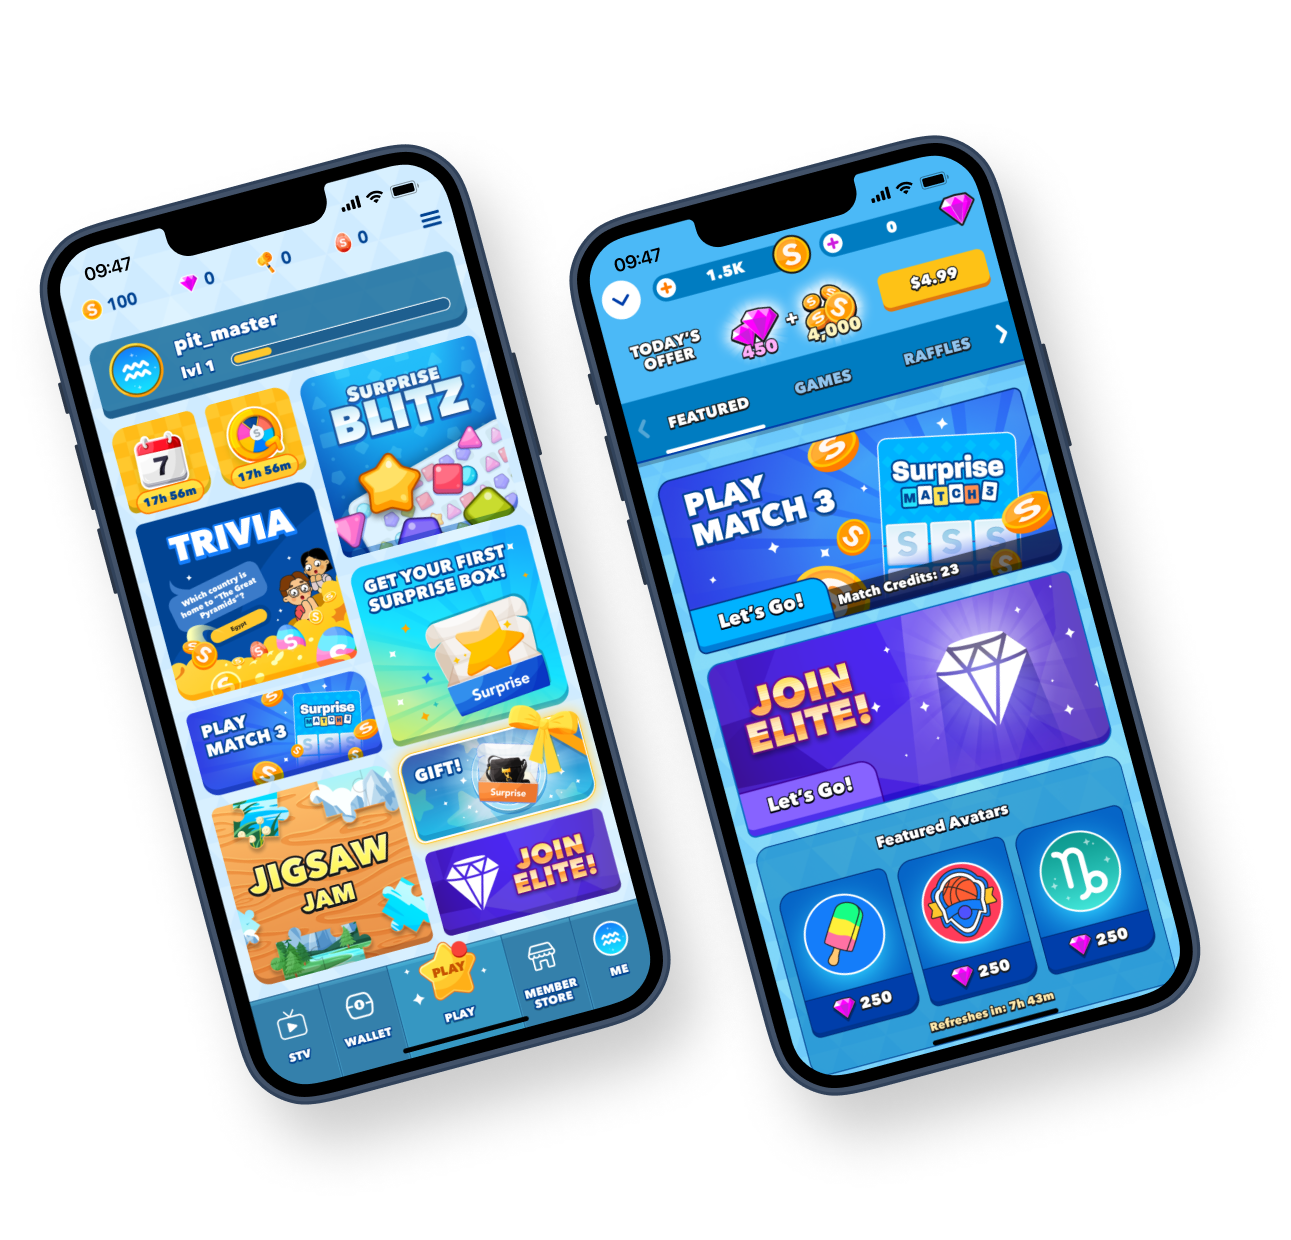 09:47
100
0
0
0
pit_master
lvl 1
7
17h 56m
17h 56m
SURPRISE
BLITZ
TRIVIA
Which country is
home to "The Great
Pyramids"?
Egypt
GET YOUR FIRST
SURPRISE BOX!
Surprise
PLAY
MATCH 3
Surprise
MATCH 3
S S S
GIFT!
Surprise
JIGSAW
JAM
JOIN
ELITE!
STV
WALLET
PLAY
PLAY
MEMBER
STORE
ME
09:47
1.5K
S
0
TODAY'S
OFFER
450
+
4,000
$4.99
FEATURED
GAMES
RAFFLES
PLAY
MATCH 3
Surprise
MATCH 3
S S S
Let's Go!
Match Credits: 23
JOIN
ELITE!
Let's Go!
Featured Avatars
250
250
250
Refreshes in: 7h 43m